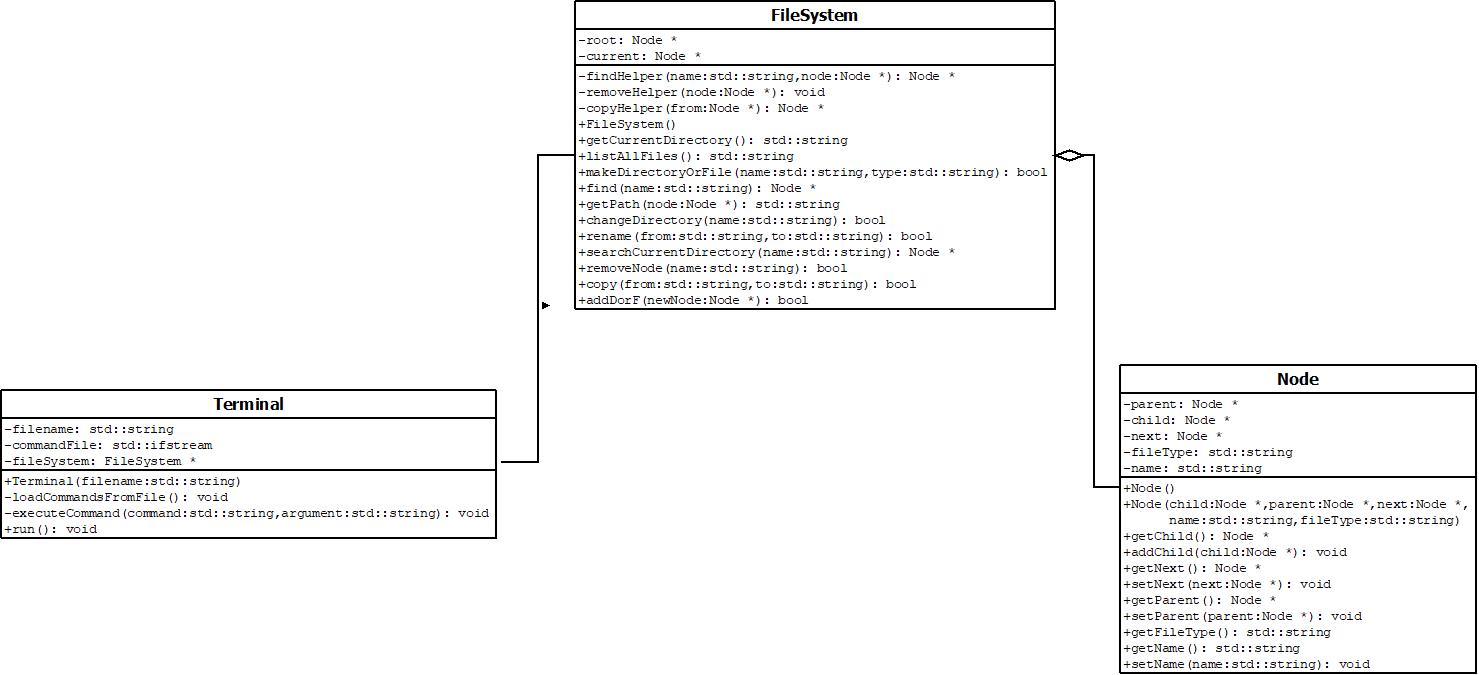 FileSystem
-root: Node *
-current: Node *
-findHelper(name:std::string,node:Node *): Node *
-removeHelper(node:Node *): void
-copyHelper(from:Node *): Node *
+FileSystem()
+getCurrentDirectory(): std::string
+listAllFiles(): std::string
+makeDirectoryOrFile(name:std::string,type:std::string): bool
+find(name:std::string): Node *
+getPath(node:Node *): std::string
+changeDirectory(name:std::string): bool
+rename(from:std::string,to:std::string): bool
+searchCurrentDirectory(name:std::string): Node *
+removeNode(name:std::string): bool
+copy(from:std::string,to:std::string): bool
+addDorF(newNode:Node *): bool
Terminal
-filename: std::string
-commandFile: std::ifstream
-fileSystem: FileSystem *
+Terminal(filename:std::string)
-loadCommandsFromFile(): void
-executeCommand(command:std::string,argument:std::string): void
+run(): void
Node
-parent: Node *
-child: Node *
-next: Node *
-fileType: std::string
-name: std::string
+Node()
+Node(child:Node *,parent:Node *,next:Node *,
name:std::string,fileType:std::string)
+getChild(): Node *
+addChild(child:Node *): void
+getNext(): Node *
+setNext(next:Node *): void
+getParent(): Node *
+setParent(parent:Node *): void
+getFileType(): std::string
+getName(): std::string
+setName(name:std::string): void